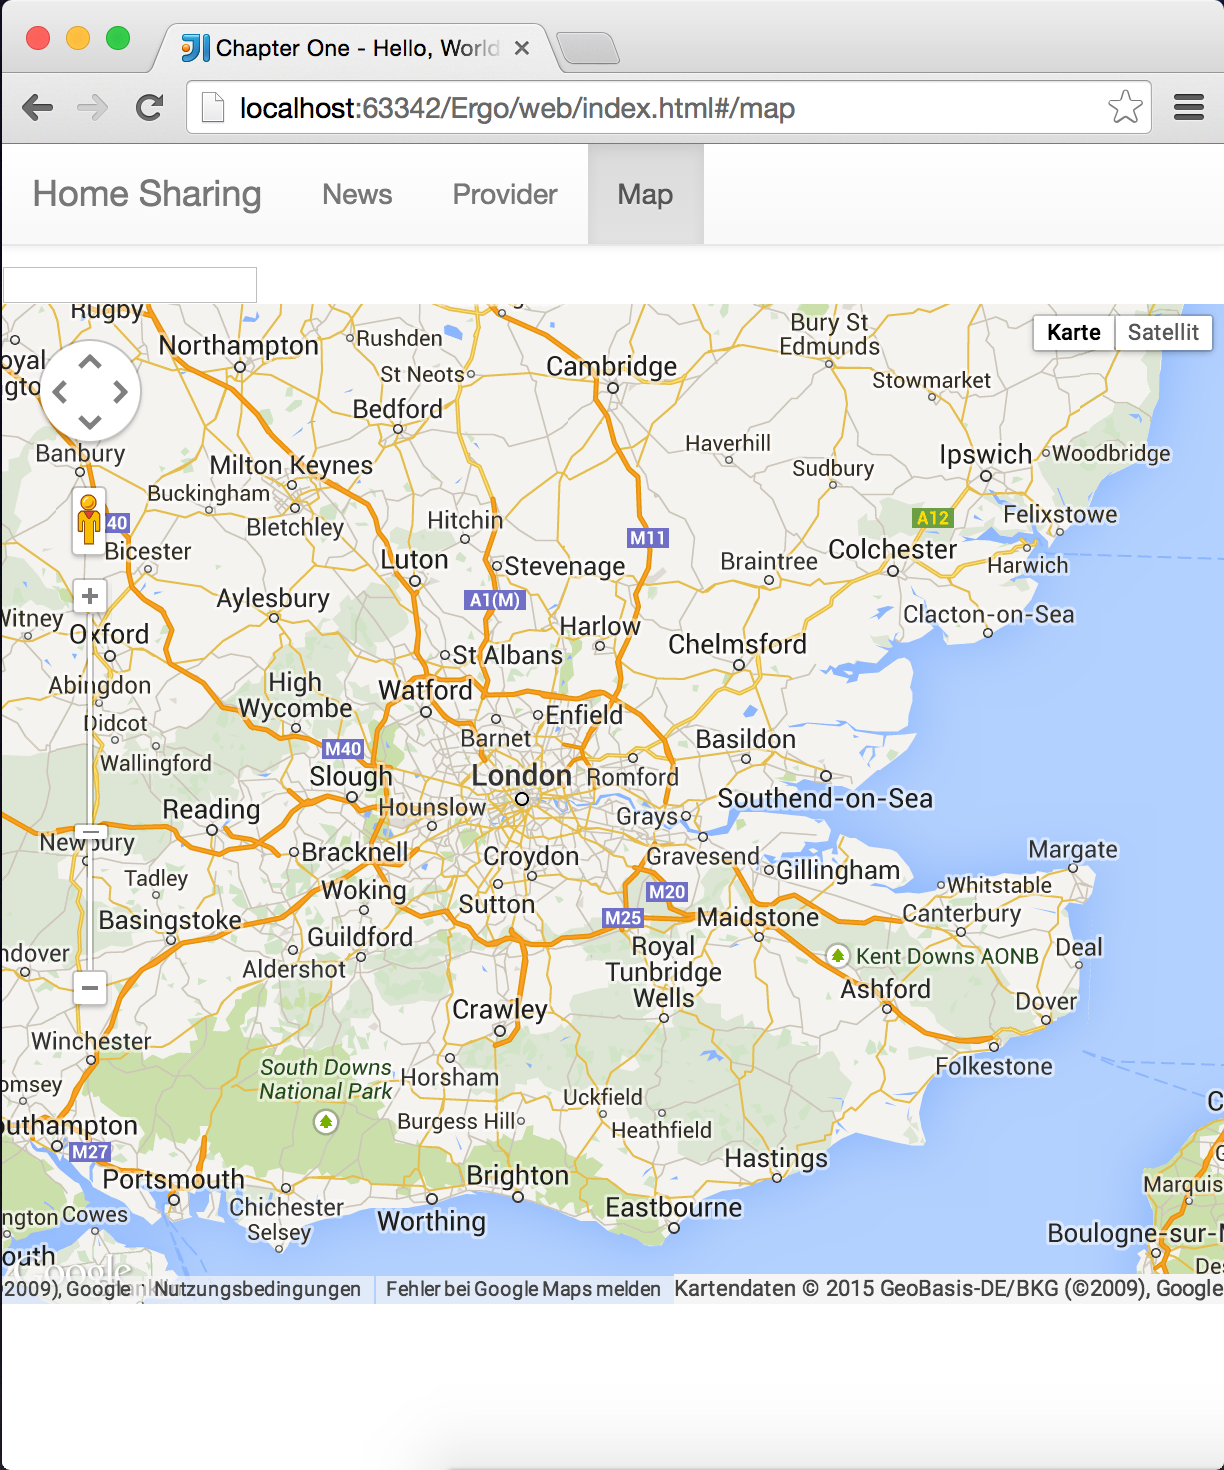 Chapter One - Hello, World
localhost:63342/Ergo/web/index.html#/map
Home Sharing News Provider Map
Rugby
Karte Satellit
Bury St
Edmunds
Northampton
Rushden
Cambridge
St Neots
Stowmarket
Bedford
Haverhill
Ipswich
Woodbridge
Banbury
Milton Keynes
Sudbury
Buckingham
Bletchley
Hitchin
A12
Felixstowe
40
M11
Bicester
Luton
Stevenage
Braintree
Colchester
Harwich
Aylesbury
A1(M)
Harlow
Clacton-on-Sea
Oxford
St Albans
Chelmsford
Abingdon
High
Wycombe
Watford
Enfield
Didcot
Barnet
Basildon
Wallingford
M40
Slough
London
Romford
Southend-on-Sea
Reading
Hounslow
Grays
Newbury
Bracknell
Croydon
Gravesend
Gillingham
Margate
Tadley
Woking
Sutton
M20
Whitstable
Basingstoke
M25
Maidstone
Canterbury
Guildford
Royal
Tunbridge
Wells
Kent Downs AONB
Deal
ndover
Aldershot
Ashford
Dover
Crawley
Winchester
Folkestone
South Downs
National Park
Horsham
omsey
Uckfield
Burgess Hill
Heathfield
outhampton
M27
Hastings
Portsmouth
Brighton
Marquis
Chichester
Eastbourne
ngton
Cowes
Selsey
Worthing
Boulogne-sur-
outh
Google
©2009), Google Nutzungsbedingungen Fehler bei Google Maps melden Kartendaten © 2015 GeoBasis-DE/BKG (©2009), Google